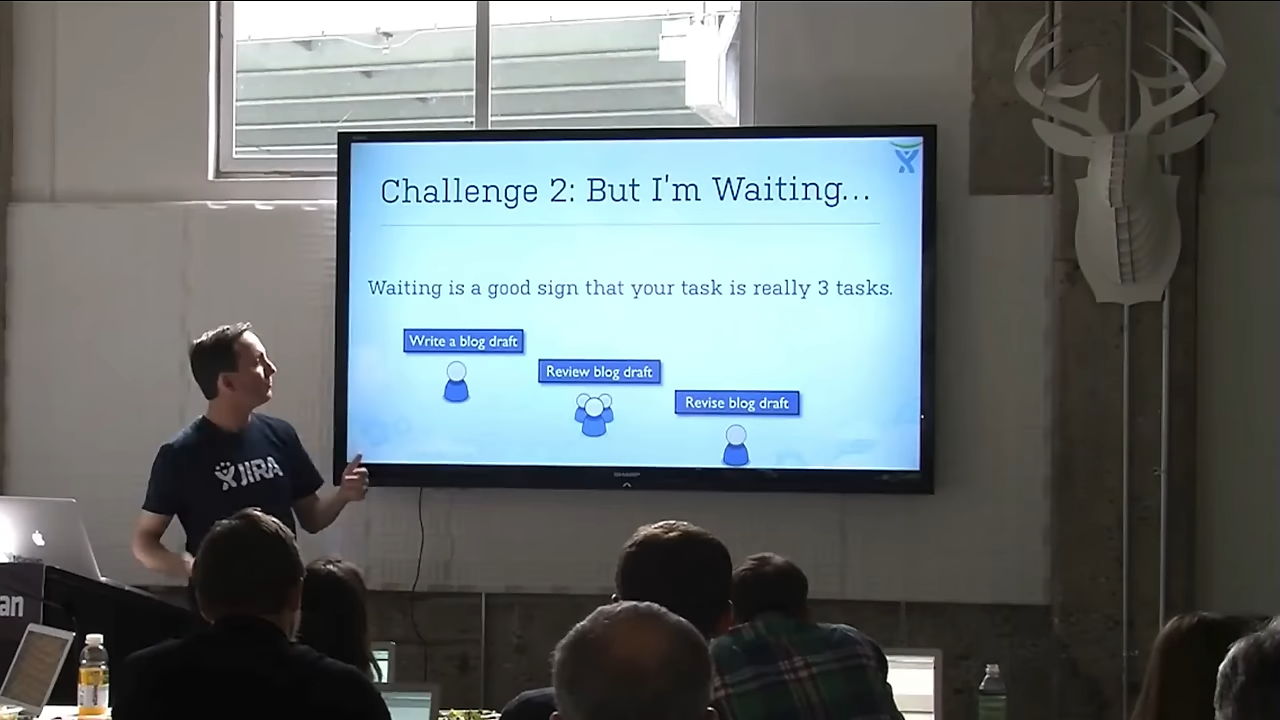 Challenge 2: But I'm Waiting...
Waiting is a good sign that your task is really 3 tasks.
Write a blog draft
Review blog draft
Revise blog draft
JIRA
SHARP
an